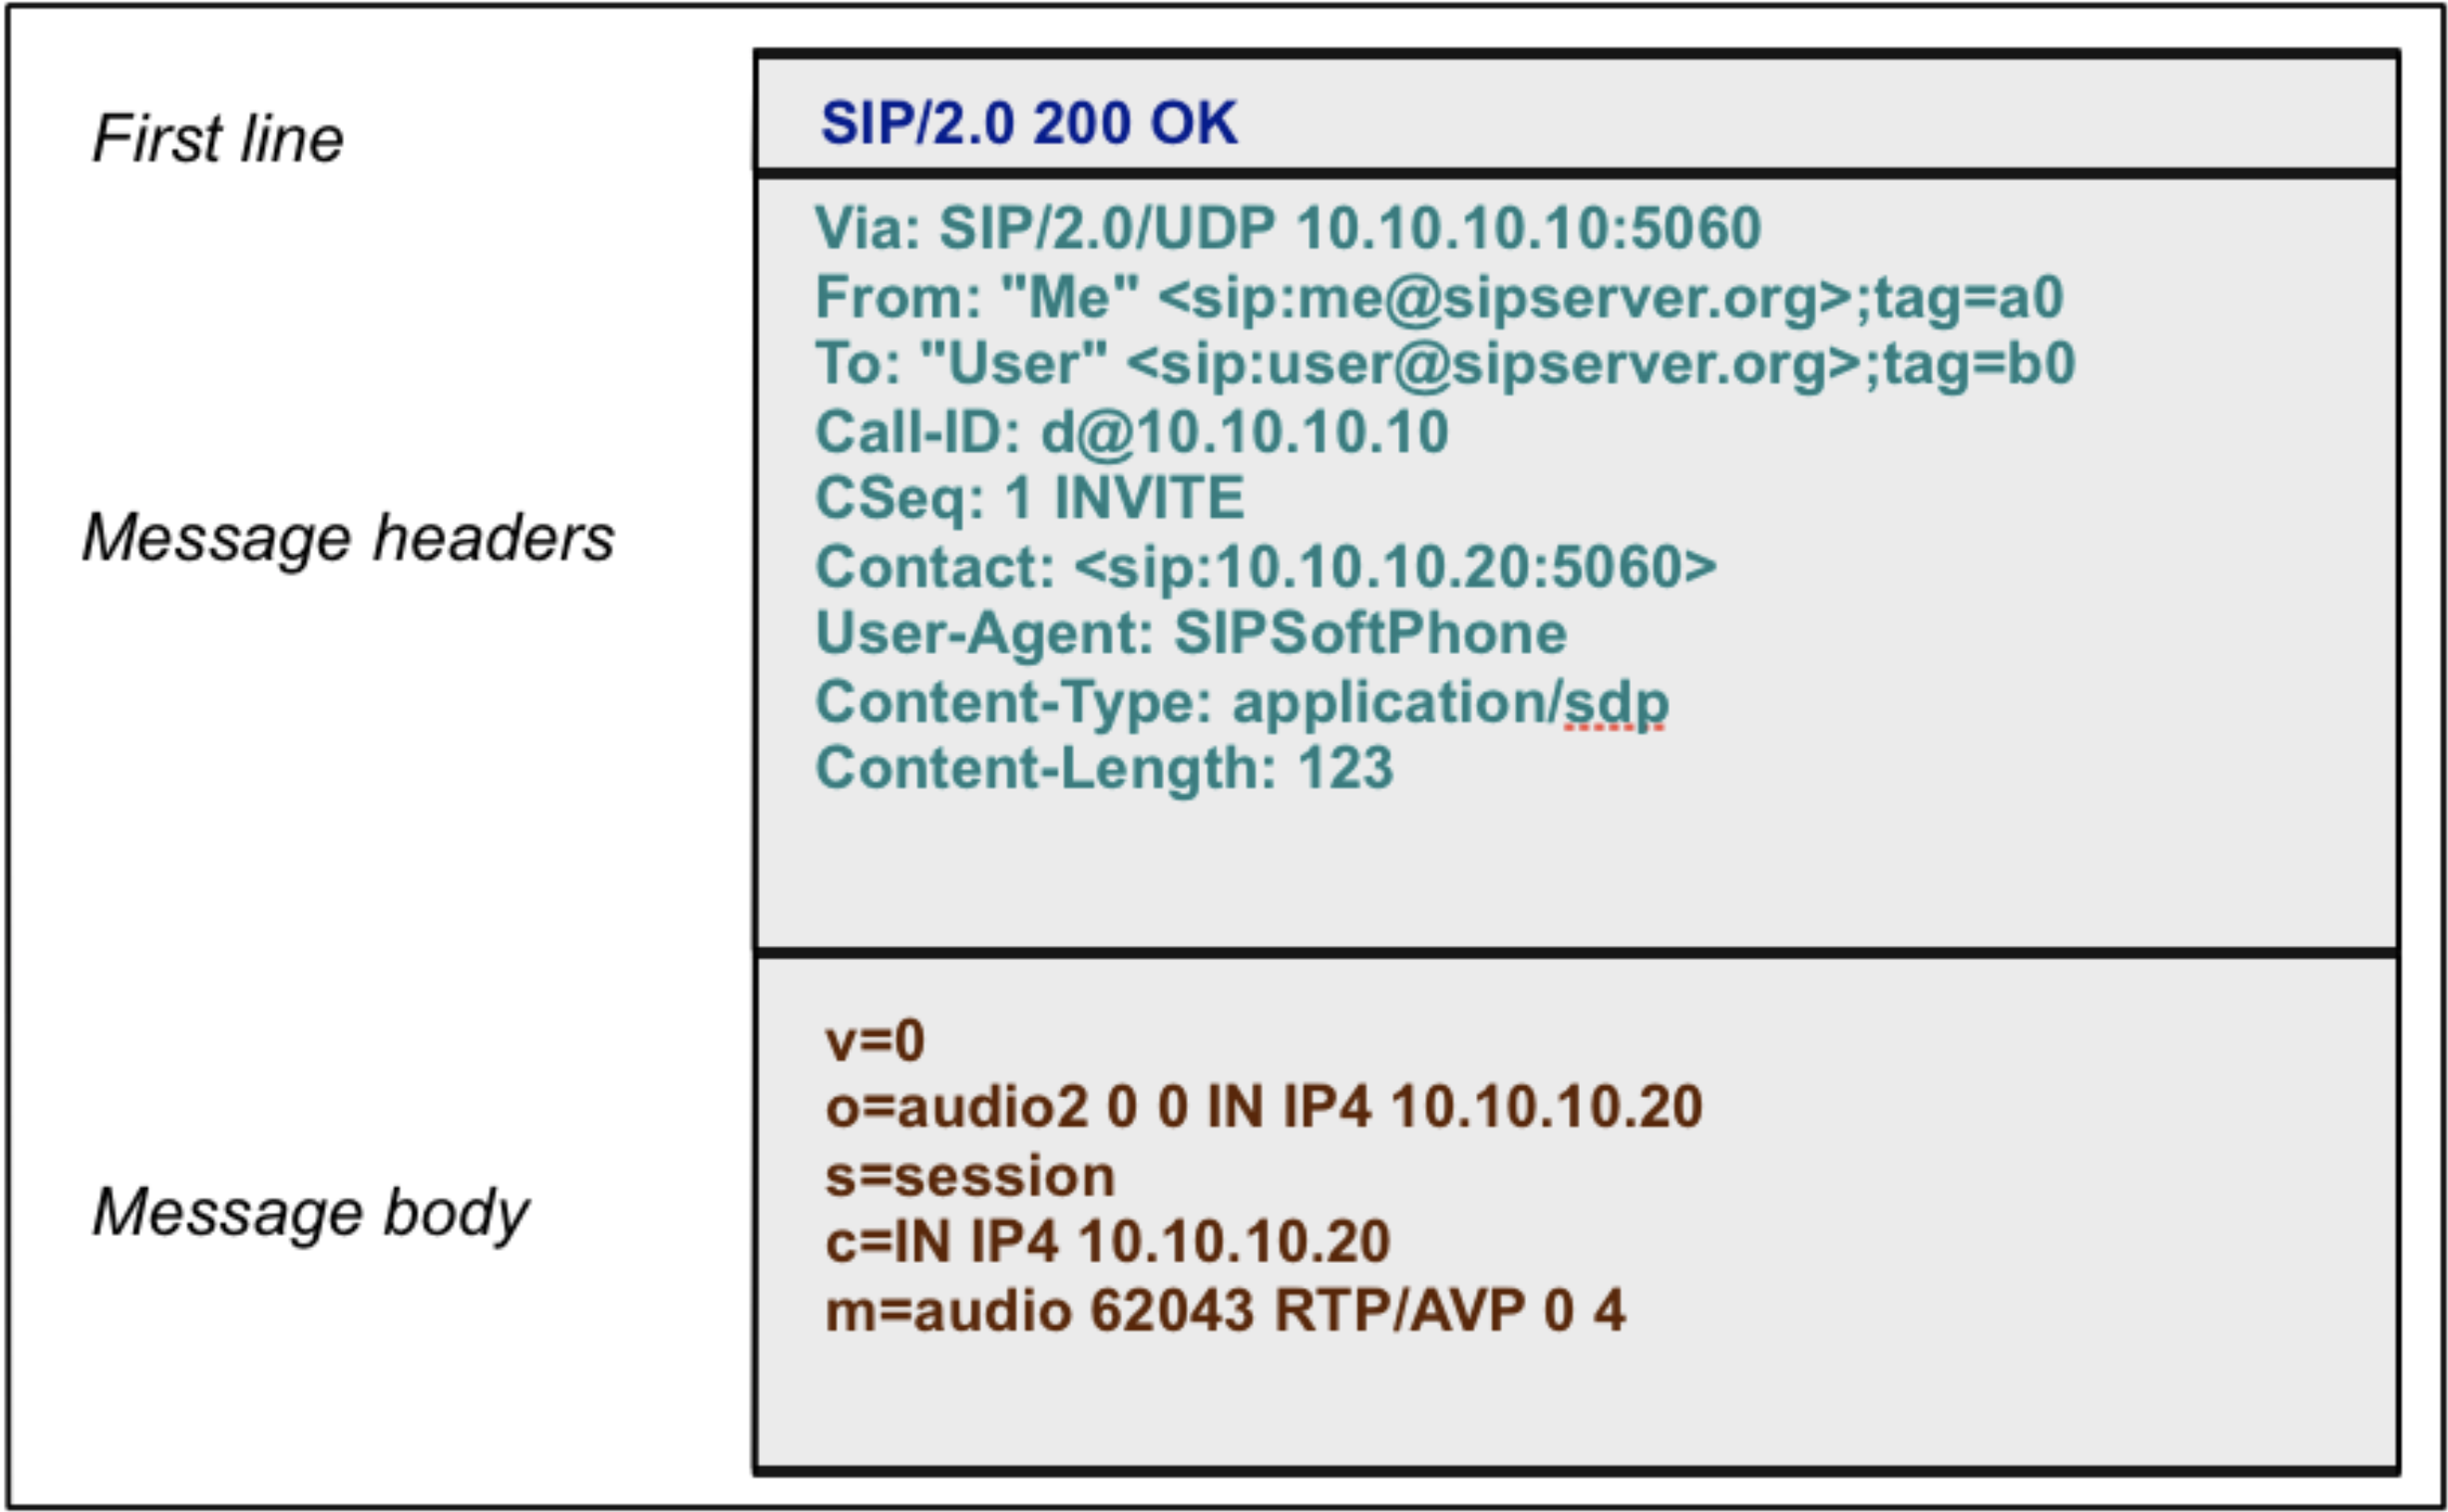 First line
SIP/2.0 200 OK
Message headers
Via: SIP/2.0/UDP 10.10.10.10:5060
From: "Me" <sip:me@sipserver.org>;tag=a0
To: "User" <sip:user@sipserver.org>;tag=b0
Call-ID: d@10.10.10.10
CSeq: 1 INVITE
Contact: <sip:10.10.10.20:5060>
User-Agent: SIPSoftPhone
Content-Type: application/sdp
Content-Length: 123
Message body
v=0
o=audio2 0 0 IN IP4 10.10.10.20
s=session
c=IN IP4 10.10.10.20
m=audio 62043 RTP/AVP 0 4